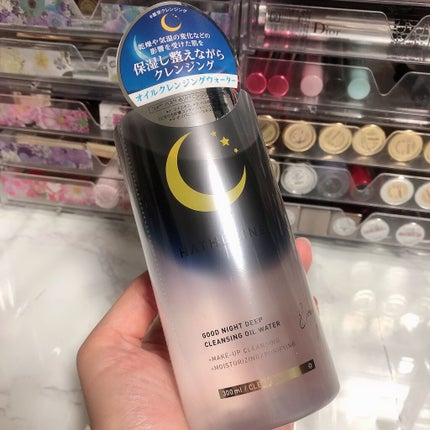 乾燥や気温の変化などの
影響を受けた肌を
保湿し整えながら
クレンジング
オイルクレンジングウォーター
GOOD NIGHT DEEP
CLEANSING OIL WATER
+MAKE-UP CLEANSING
+MOISTURIZING/
300ml /
Dior